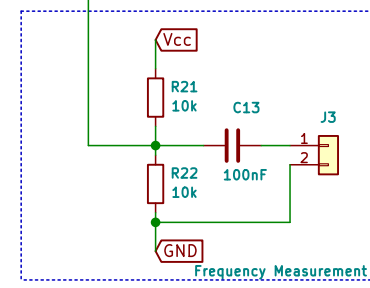 Vcc
R21
10k
C13
100nF
J3
1
2
R22
10k
GND
Frequency Measurement